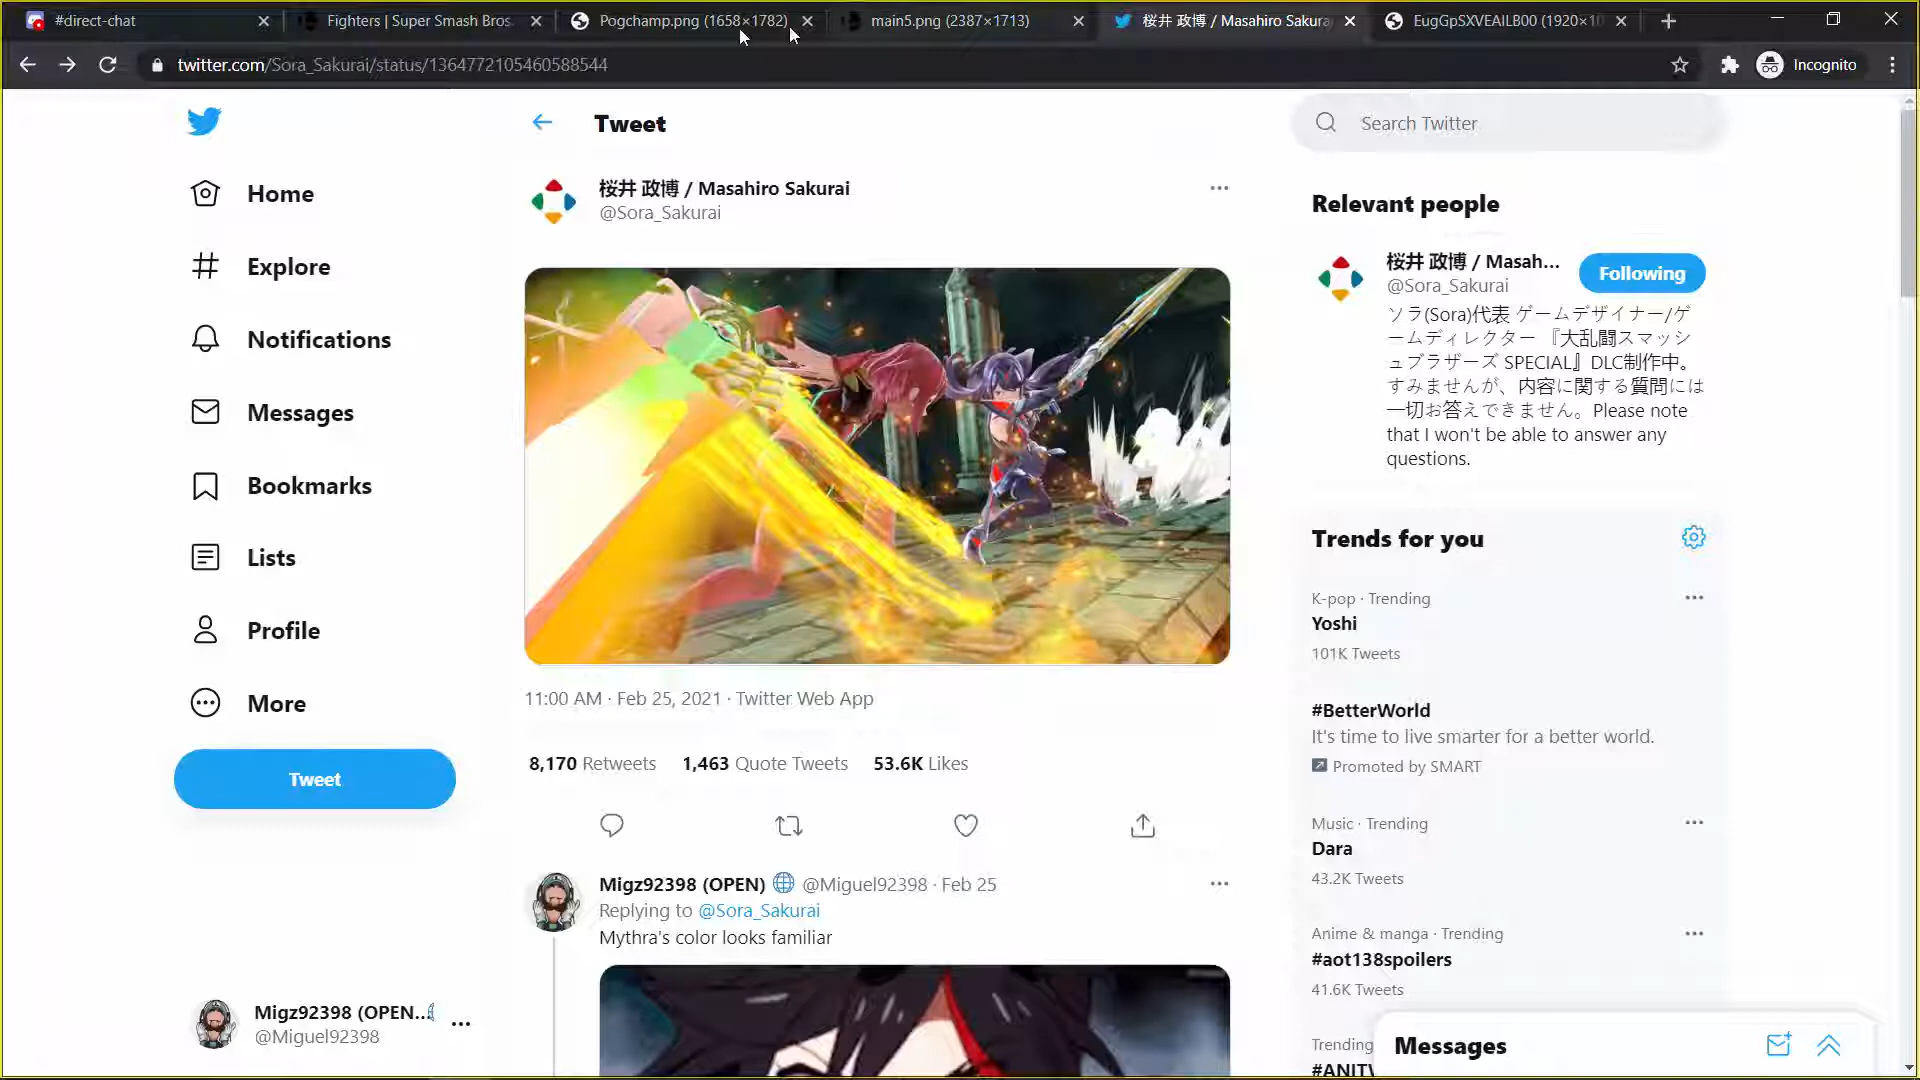 #direct-chat
Fighters | Super Smash Bros
Pogchamp.png (1658×1782)
main5.png (2387×1713)
桜井 政博 / Masahiro Sakura
EugGpSXVEAILB00 (1920×10
twitter.com/Sora_Sakurai/status/1364772105460588544
Incognito
Home
Explore
Notifications
Messages
Bookmarks
Lists
Profile
More
Tweet
Migz92398 (OPEN...
@Miguel92398
Tweet
桜井 政博 / Masahiro Sakurai
@Sora_Sakurai
11:00 AM · Feb 25, 2021 · Twitter Web App
8,170 Retweets 1,463 Quote Tweets 53.6K Likes
Migz92398 (OPEN) @Miguel92398 · Feb 25
Replying to @Sora_Sakurai
Mythra's color looks familiar
Search Twitter
Relevant people
桜井 政博 / Masah...
@Sora_Sakurai
Following
ソラ(Sora)代表 ゲームデザイナー/ゲ
ームディレクター 『大乱闘スマッシ
ュブラザーズ SPECIAL』DLC制作中。
すみませんが、内容に関する質問には
一切お答えできません。Please note
that I won't be able to answer any
questions.
Trends for you
K-pop · Trending
Yoshi
101K Tweets
#BetterWorld
It's time to live smarter for a better world.
Promoted by SMART
Music · Trending
Dara
43.2K Tweets
Anime & manga · Trending
#aot138spoilers
41.6K Tweets
Trending
Messages